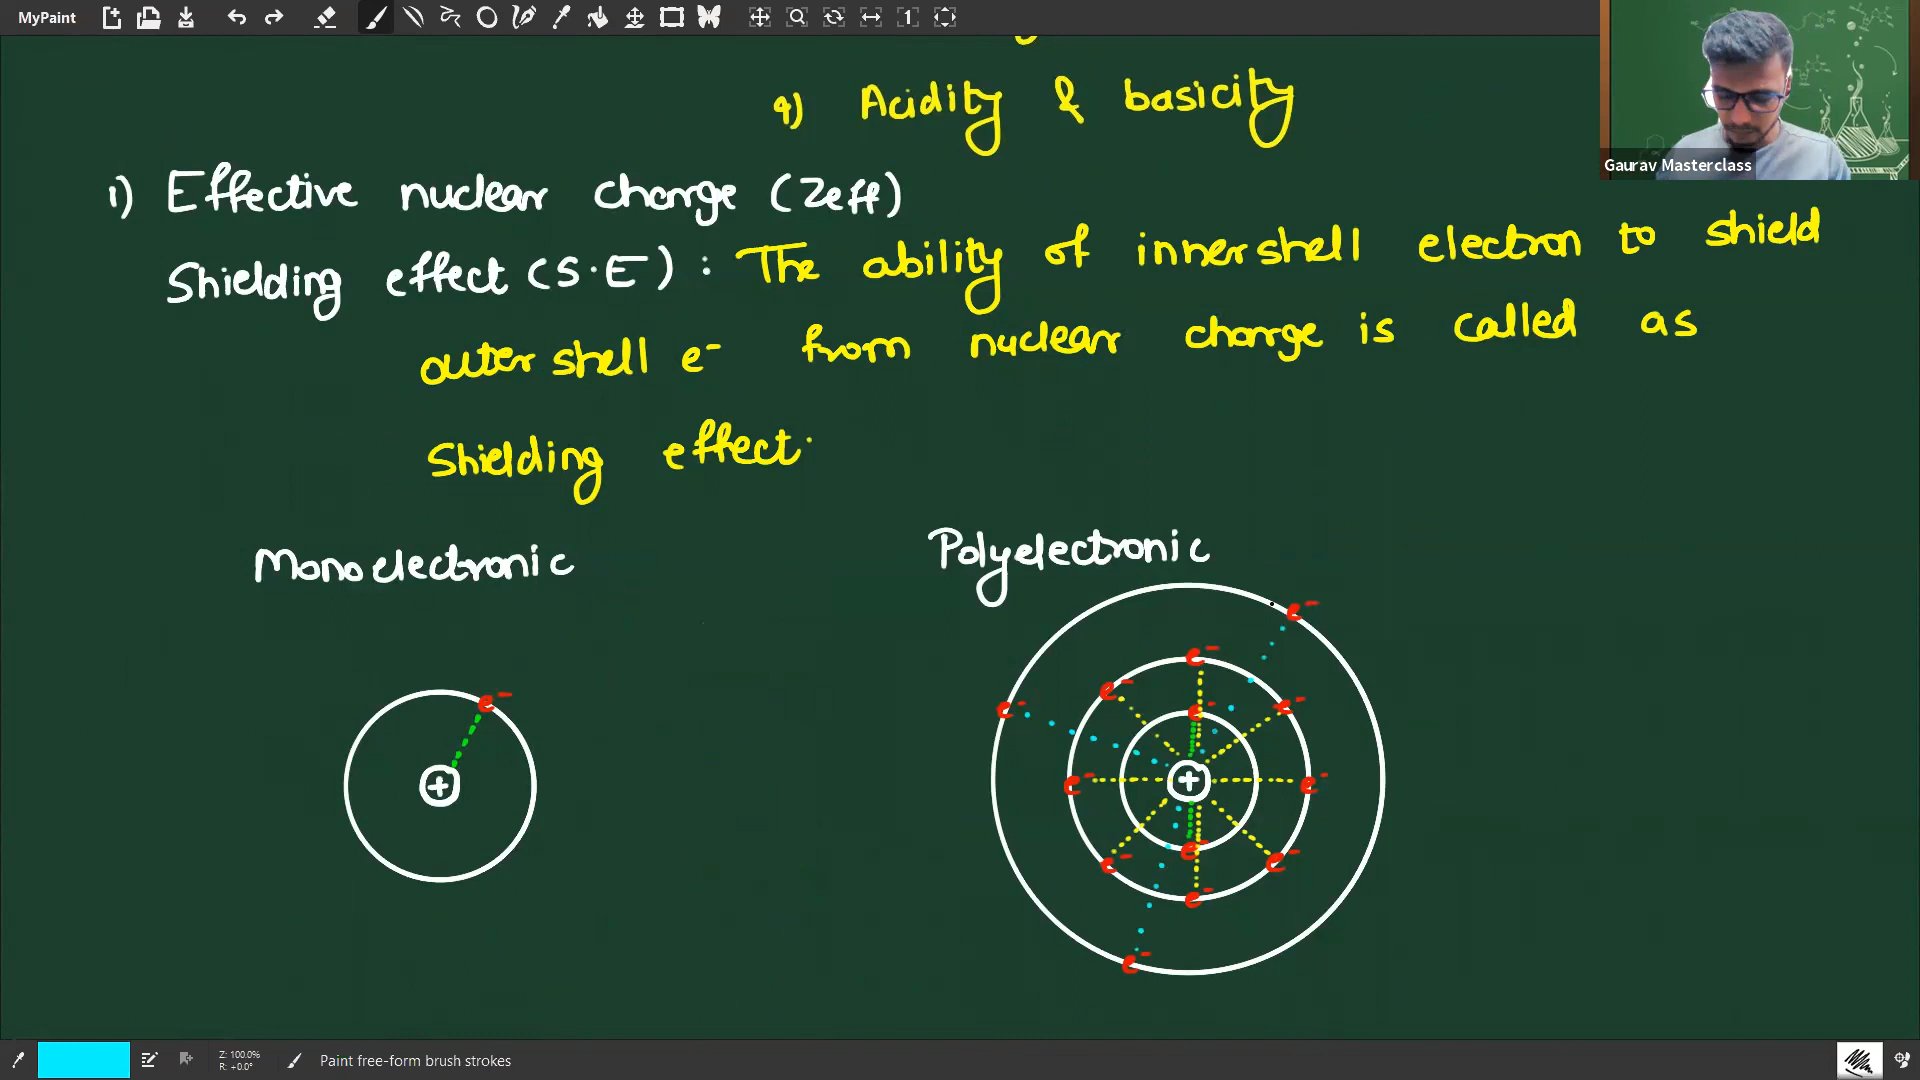 MyPaint
4) Acidity & basicity
Gaurav Masterclass
1) Effective nuclear charge (Zeff)
Shielding effect (S.E) : The ability of innershell electron to shield
outer shell e- from nuclear charge is called as
Shielding effect.
Monoelectronic
Polyelectronic
e-
+
e-
e-
e-
e-
e-
e-
e-
+
e-
e-
e-
e-
e-
e-
Z: 100.0%
R: +0.0°
Paint free-form brush strokes